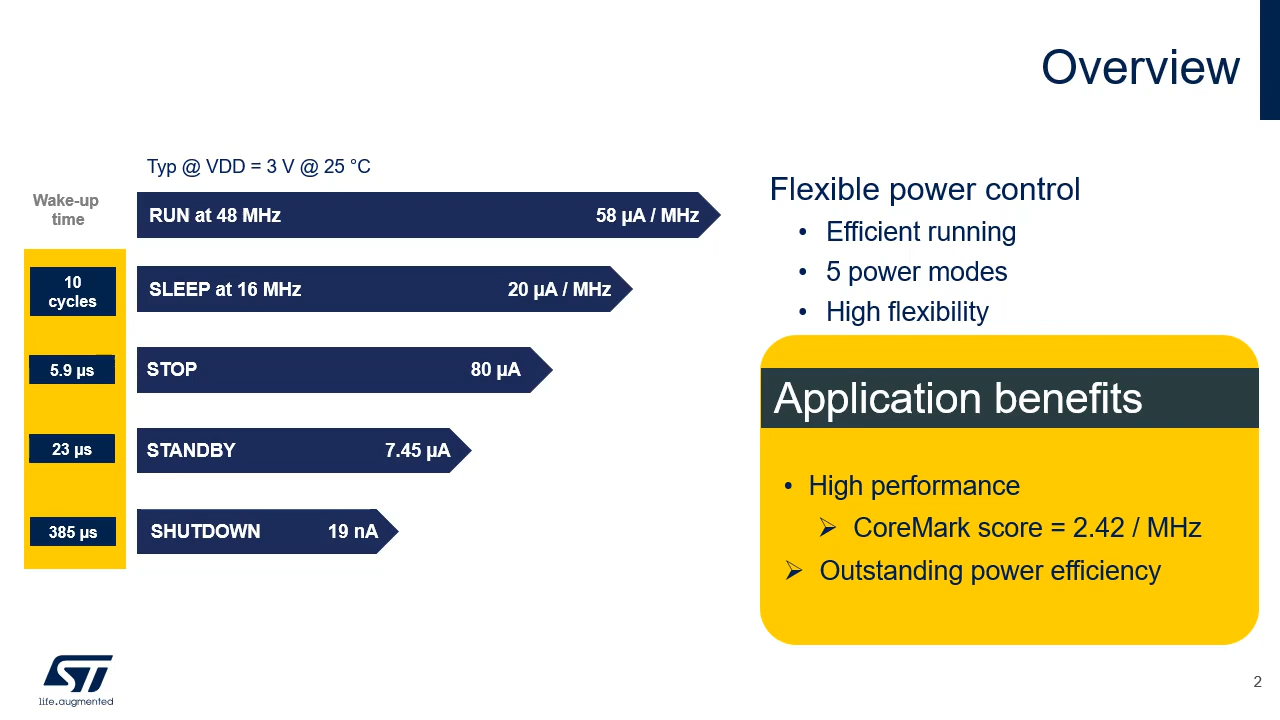 Overview
Typ @ VDD = 3 V @ 25 °C
Wake-up
time
RUN at 48 MHz 58 µA / MHz
10
cycles
SLEEP at 16 MHz 20 µA / MHz
5.9 µs
STOP 80 µA
23 µs
STANDBY 7.45 µA
385 µs
SHUTDOWN 19 nA
Flexible power control
• Efficient running
• 5 power modes
• High flexibility
Application benefits
• High performance
➢ CoreMark score = 2.42 / MHz
➢ Outstanding power efficiency
ST
life.augmented
2